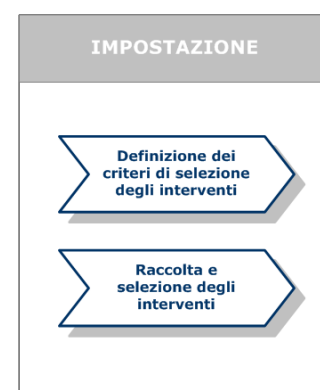 IMPOSTAZIONE
Definizione dei
criteri di selezione
degli interventi
Raccolta e
selezione degli
interventi